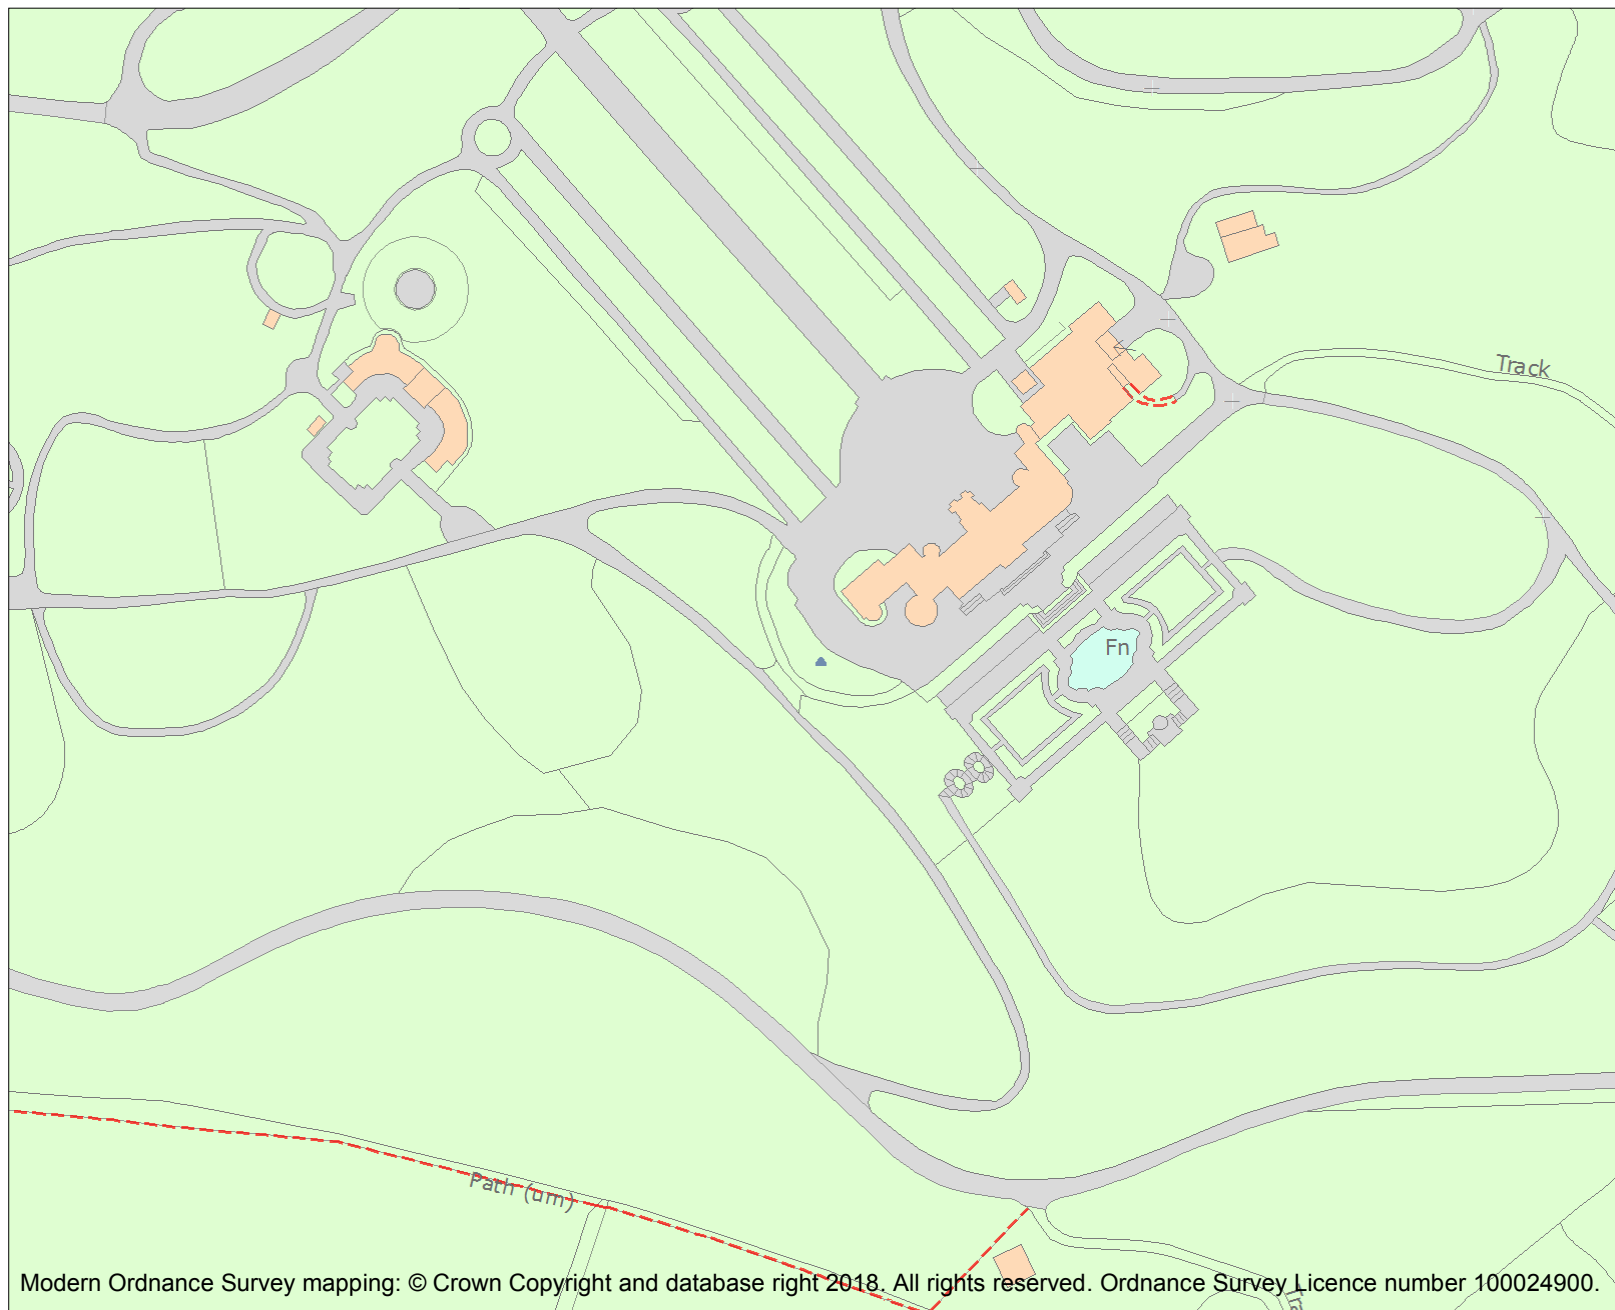 Track
Fn
Path (um)
Modern Ordnance Survey mapping: © Crown Copyright and database right 2018. All rights reserved. Ordnance Survey Licence number 100024900.